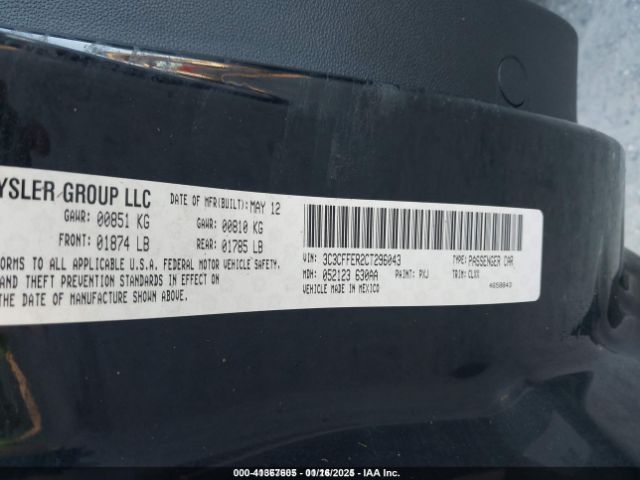 YSLER GROUP LLC
DATE OF MFR(BUILT): MAY 12
GAWR: 00851 KG
GAWR: 00810 KG
FRONT: 01874 LB
REAR: 01785 LB
ORMS TO ALL APPLICABLE U.S.A. FEDERAL MOTOR VEHICLE SAFETY,
AND THEFT PREVENTION STANDARDS IN EFFECT ON
THE DATE OF MANUFACTURE SHOWN ABOVE.
VIN: 3C3CFFER2CT296043
TYPE: PASSENGER CAR
MDH: 052123 630AA
PAINT: PXJ
TRIM: CLXX
VEHICLE MADE IN MEXICO
- IAA Inc.